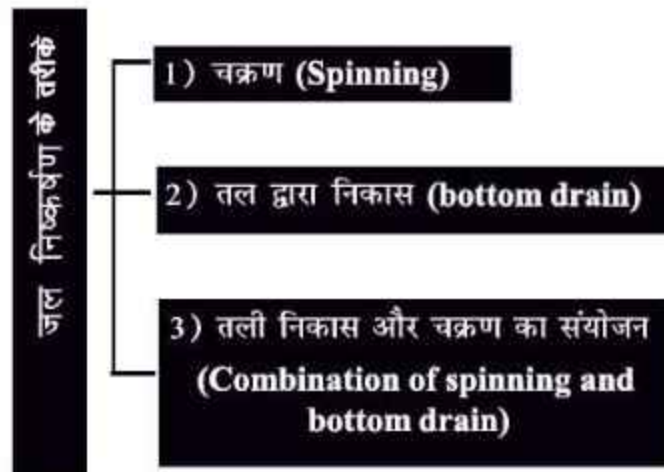 जल निष्कर्षण के तरीके
1) चक्रण (Spinning)
2) तल द्वारा निकास (bottom drain)
3) तली निकास और चक्रण का संयोजन
(Combination of spinning and
bottom drain)